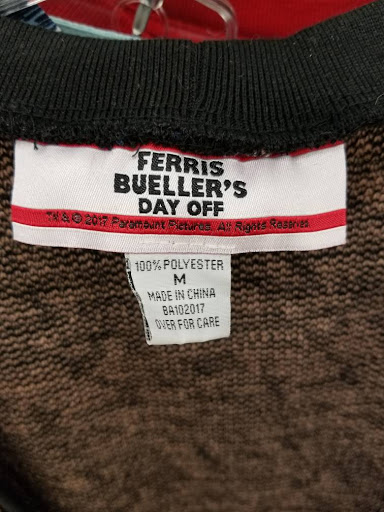 FERRIS
BUELLER'S
DAY OFF
TM & © 2017 Paramount Pictures. All Rights Reserved.
100% POLYESTER
M
MADE IN CHINA
BA102017
OVER FOR CARE